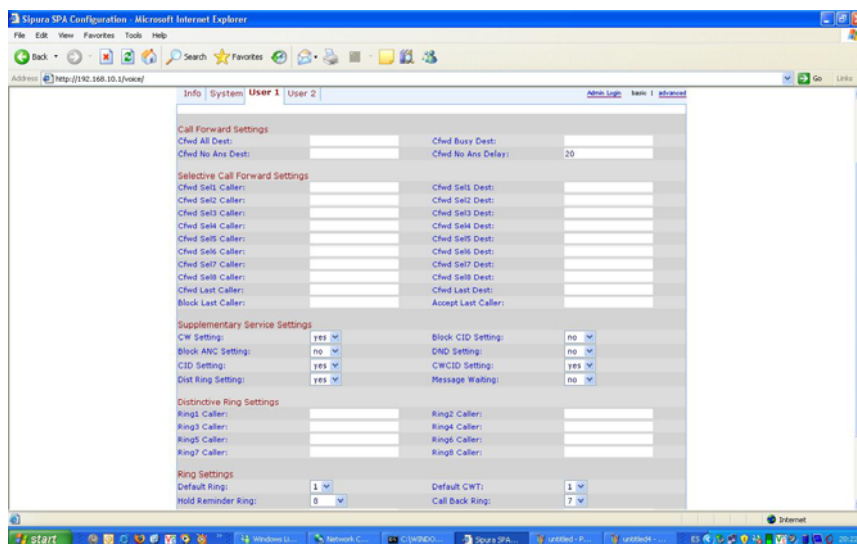 Sipura SPA Configuration - Microsoft Internet Explorer
File Edit View Favorites Tools Help
Back Search Favorites
Address http://192.168.10.1/voice/ Go Links
Info System User 1 User 2 Admin Login basic | advanced
Call Forward Settings
Cfwd All Dest: Cfwd Busy Dest:
Cfwd No Ans Dest: Cfwd No Ans Delay: 20
Selective Call Forward Settings
Cfwd Sel1 Caller: Cfwd Sel1 Dest:
Cfwd Sel2 Caller: Cfwd Sel2 Dest:
Cfwd Sel3 Caller: Cfwd Sel3 Dest:
Cfwd Sel4 Caller: Cfwd Sel4 Dest:
Cfwd Sel5 Caller: Cfwd Sel5 Dest:
Cfwd Sel6 Caller: Cfwd Sel6 Dest:
Cfwd Sel7 Caller: Cfwd Sel7 Dest:
Cfwd Sel8 Caller: Cfwd Sel8 Dest:
Cfwd Last Caller: Cfwd Last Dest:
Block Last Caller: Accept Last Caller:
Supplementary Service Settings
CW Setting: yes Block CID Setting: no
Block ANC Setting: no DND Setting: no
CID Setting: yes CWCID Setting: yes
Dist Ring Setting: yes Message Waiting: no
Distinctive Ring Settings
Ring1 Caller: Ring2 Caller:
Ring3 Caller: Ring4 Caller:
Ring5 Caller: Ring6 Caller:
Ring7 Caller: Ring8 Caller:
Ring Settings
Default Ring: 1 Default CWT: 1
Hold Reminder Ring: 8 Call Back Ring: 7
Internet
start Windows Li... Network C... C:\WINDO... Sipura SPA... untitled - P... untitled4 - ... ES